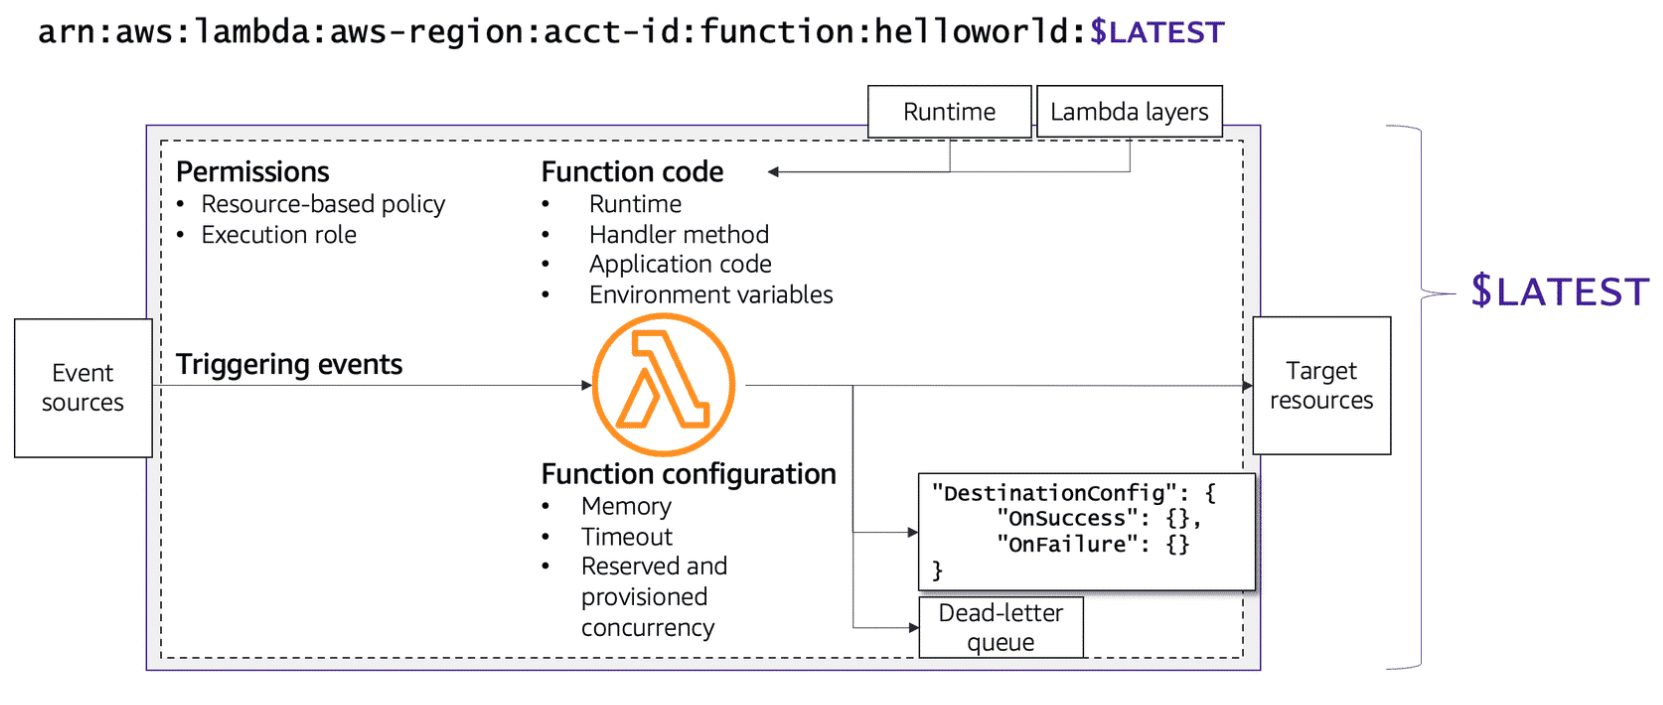 arn:aws:lambda:aws-region:acct-id:function:helloworld:$LATEST
Runtime
Lambda layers
Permissions
• Resource-based policy
• Execution role
Function code
• Runtime
• Handler method
• Application code
• Environment variables
$LATEST
Event
sources
Triggering events
Target
resources
Function configuration
• Memory
• Timeout
• Reserved and
provisioned
concurrency
"DestinationConfig": {
"OnSuccess": {},
"OnFailure": {}
}
Dead-letter
queue